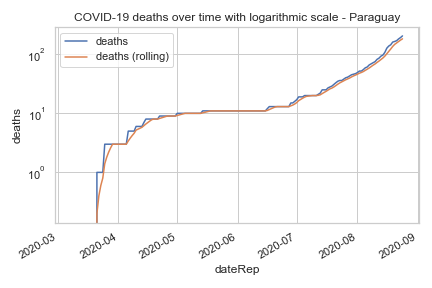 COVID-19 deaths over time with logarithmic scale - Paraguay
deaths
deaths (rolling)
10²
10¹
10⁰
deaths
2020-03
2020-04
2020-05
2020-06
2020-07
2020-08
2020-09
dateRep